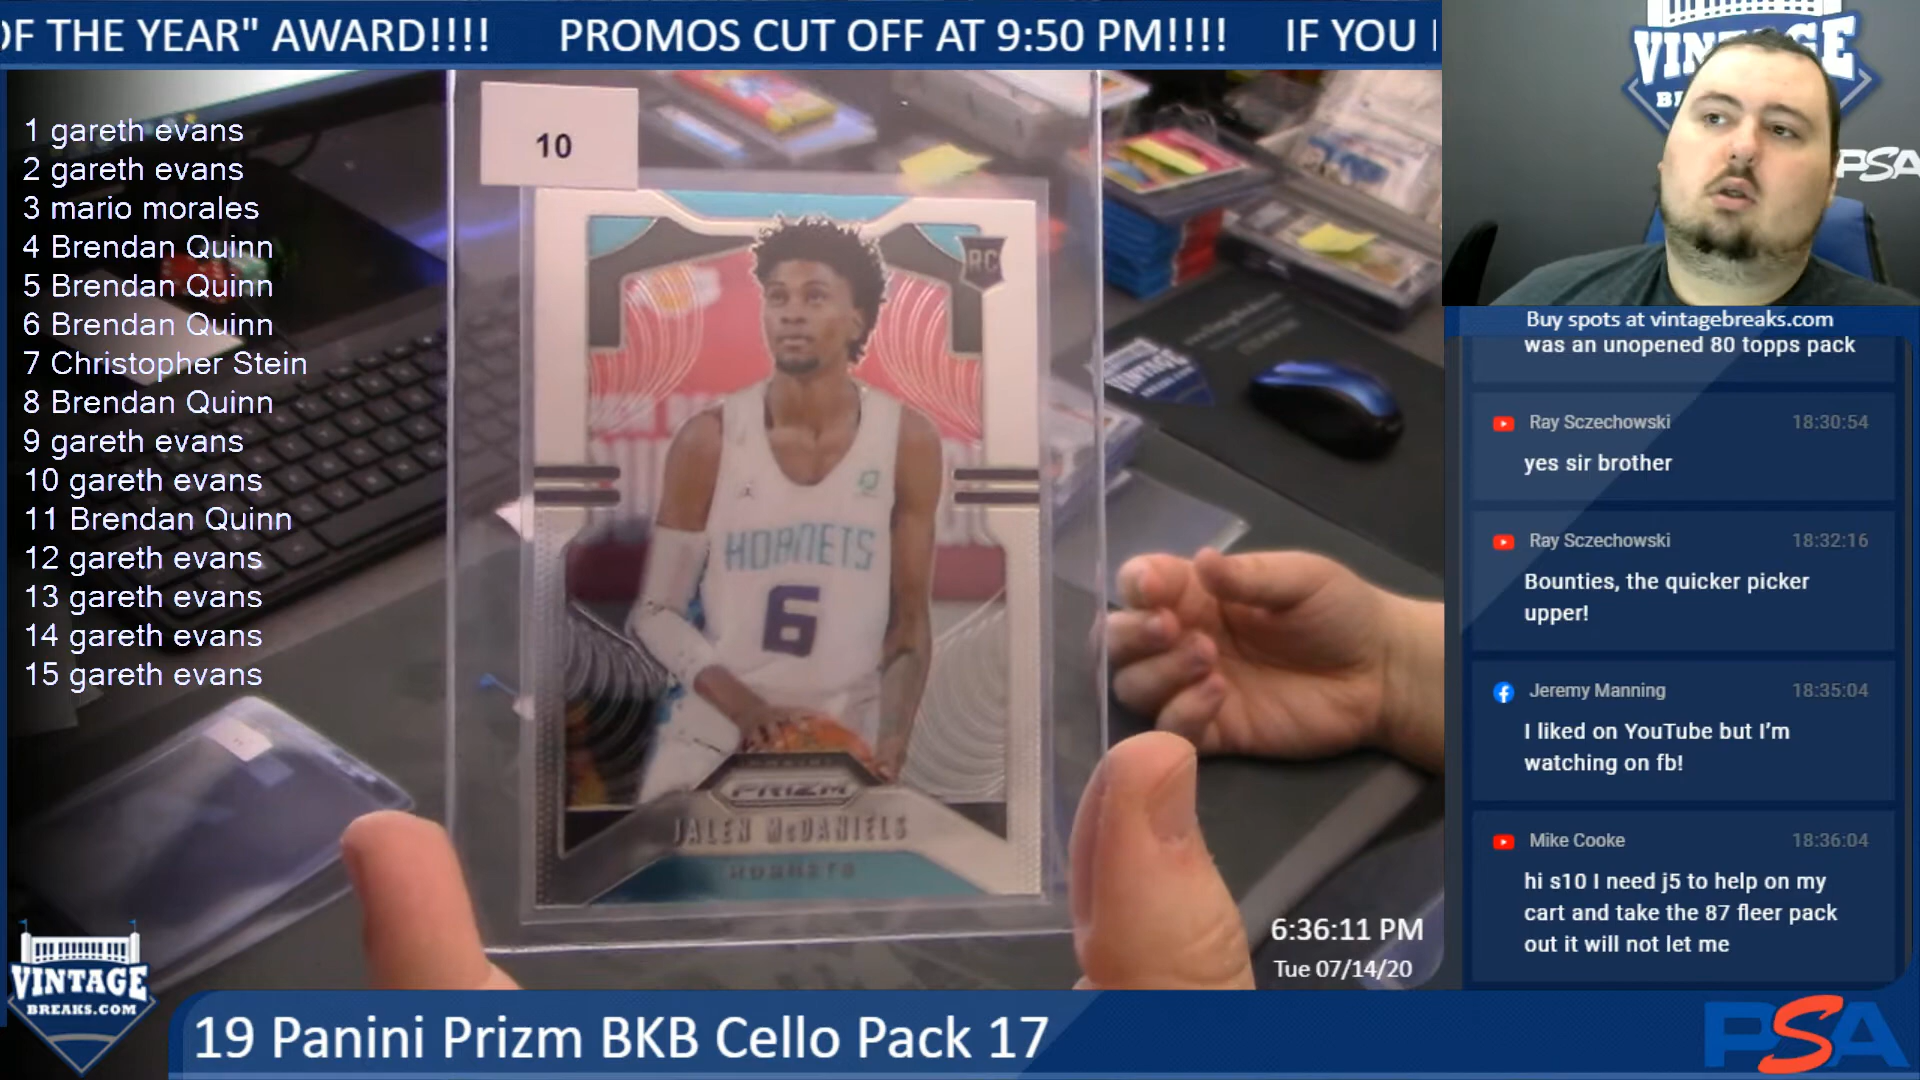 OF THE YEAR" AWARD!!!!
PROMOS CUT OFF AT 9:50 PM!!!!
IF YOU
1 gareth evans
2 gareth evans
3 mario morales
4 Brendan Quinn
5 Brendan Quinn
6 Brendan Quinn
7 Christopher Stein
8 Brendan Quinn
9 gareth evans
10 gareth evans
11 Brendan Quinn
12 gareth evans
13 gareth evans
14 gareth evans
15 gareth evans
10
RC
HORNETS
6
PRIZM
JALEN McDANIELS
HORNETS
VINTAGE
PSA
Buy spots at vintagebreaks.com
was an unopened 80 topps pack
Ray Sczechowski 18:30:54
yes sir brother
Ray Sczechowski 18:32:16
Bounties, the quicker picker
upper!
Jeremy Manning 18:35:04
I liked on YouTube but I'm
watching on fb!
Mike Cooke 18:36:04
hi s10 I need j5 to help on my
cart and take the 87 fleer pack
out it will not let me
6:36:11 PM
Tue 07/14/20
VINTAGE
BREAKS.COM
19 Panini Prizm BKB Cello Pack 17
PSA